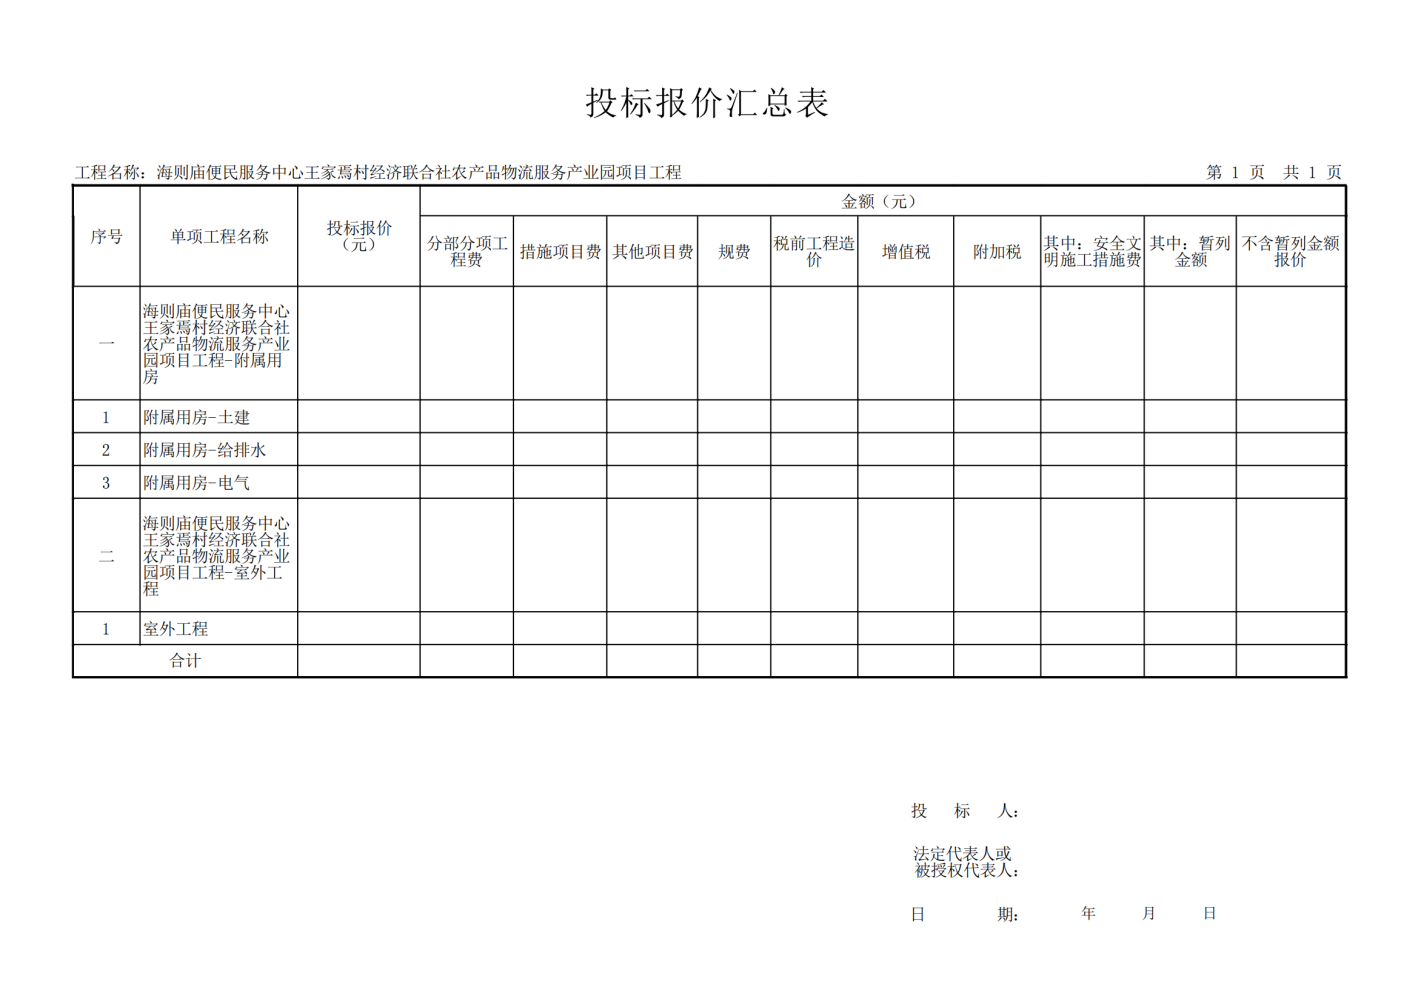 投标报价汇总表
工程名称：海则庙便民服务中心王家焉村经济联合社农产品物流服务产业园项目工程
第 1 页 共 1 页
序号
单项工程名称
投标报价
（元）
金额（元）
分部分项工
程费
措施项目费
其他项目费
规费
税前工程造
价
增值税
附加税
其中：安全文
明施工措施费
其中：暂列
金额
不含暂列金额
报价
一
海则庙便民服务中心
王家焉村经济联合社
农产品物流服务产业
园项目工程-附属用
房
1
附属用房-土建
2
附属用房-给排水
3
附属用房-电气
二
海则庙便民服务中心
王家焉村经济联合社
农产品物流服务产业
园项目工程-室外工
程
1
室外工程
合计
投 标 人：
法定代表人或
被授权代表人：
日 期： 年 月 日